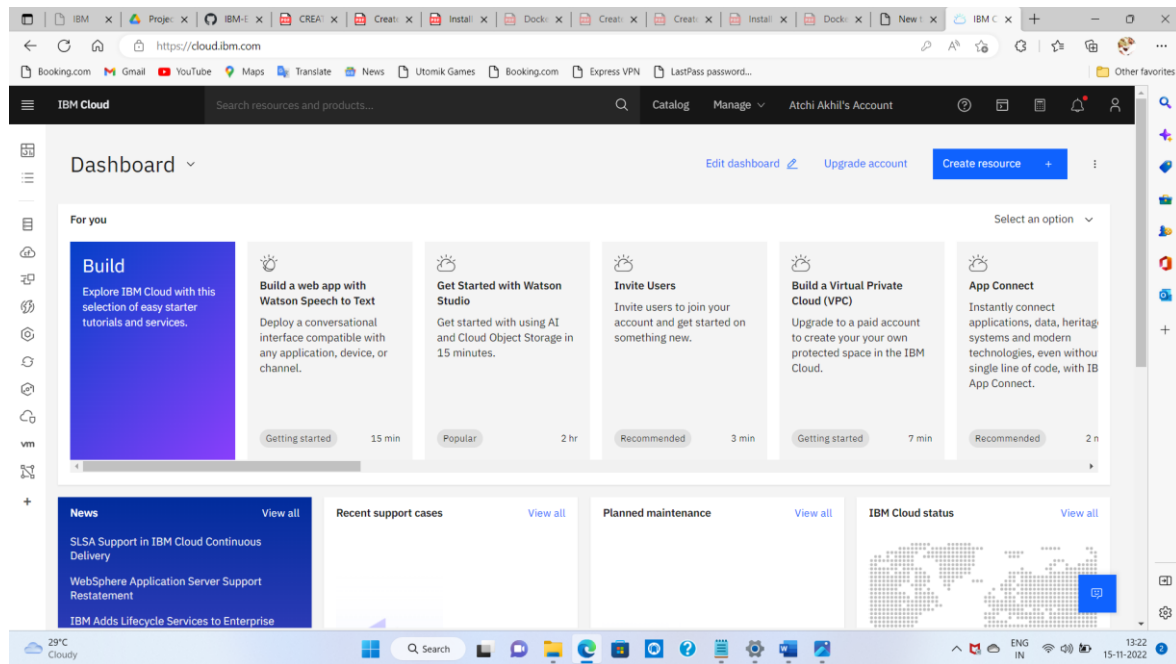 IBM
Projec
IBM-E
CREAT
Create
Install
Docke
Create
Create
Install
Docke
New t
IBM C
https://cloud.ibm.com
Booking.com Gmail YouTube Maps Translate News Utomik Games Booking.com Express VPN LastPass password... Other favorites
IBM Cloud Search resources and products... Catalog Manage Atchi Akhil's Account
Dashboard Edit dashboard Upgrade account Create resource +
For you Select an option
Build
Explore IBM Cloud with this
selection of easy starter
tutorials and services.
Build a web app with
Watson Speech to Text
Deploy a conversational
interface compatible with
any application, device, or
channel.
Getting started 15 min
Get Started with Watson
Studio
Get started with using AI
and Cloud Object Storage in
15 minutes.
Popular 2 hr
Invite Users
Invite users to join your
account and get started on
something new.
Recommended 3 min
Build a Virtual Private
Cloud (VPC)
Upgrade to a paid account
to create your your own
protected space in the IBM
Cloud.
Getting started 7 min
App Connect
Instantly connect
applications, data, heritag
systems and modern
technologies, even withou
single line of code, with IB
App Connect.
Recommended 2 n
vm
News View all
SLSA Support in IBM Cloud Continuous
Delivery
WebSphere Application Server Support
Restatement
IBM Adds Lifecycle Services to Enterprise
Recent support cases View all
Planned maintenance View all
IBM Cloud status View all
29°C
Cloudy
Search
ENG
IN
13:22
15-11-2022
2